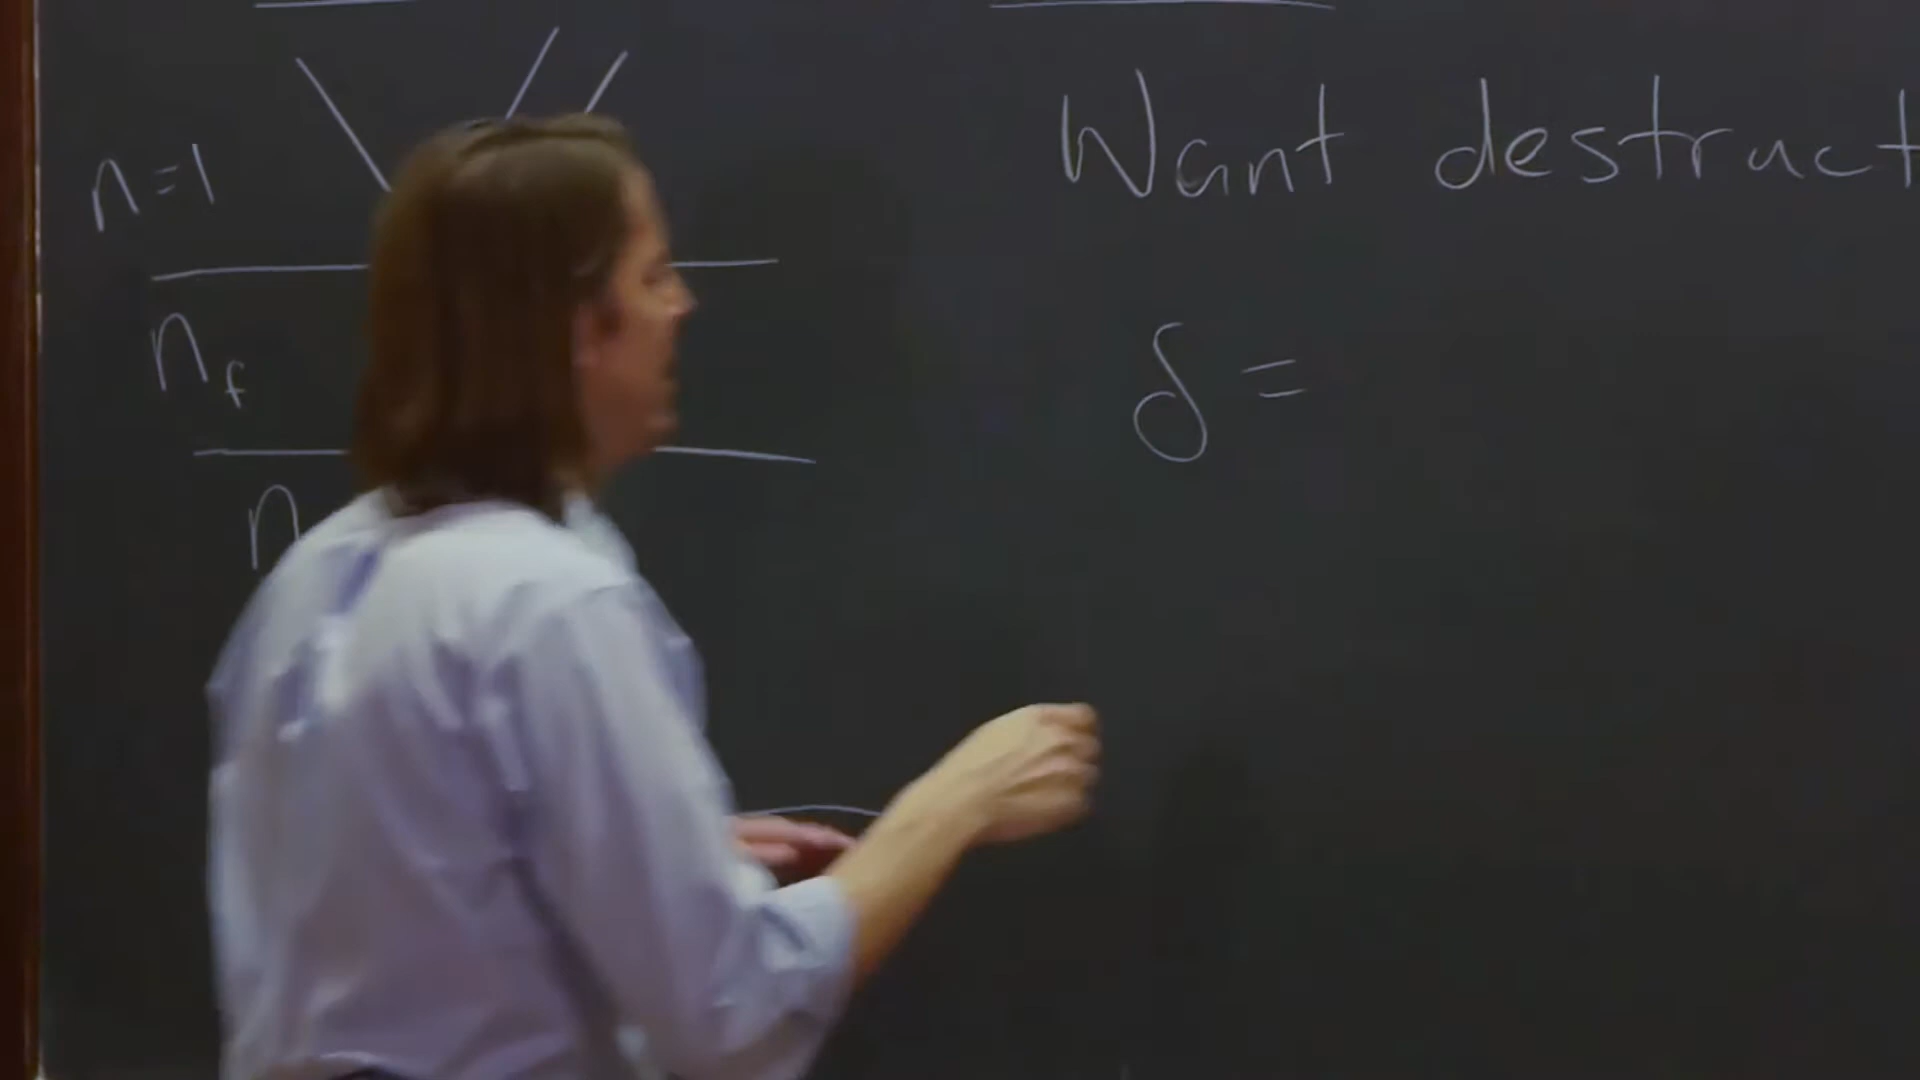 n=1
Want destruct
n_f
δ =
n